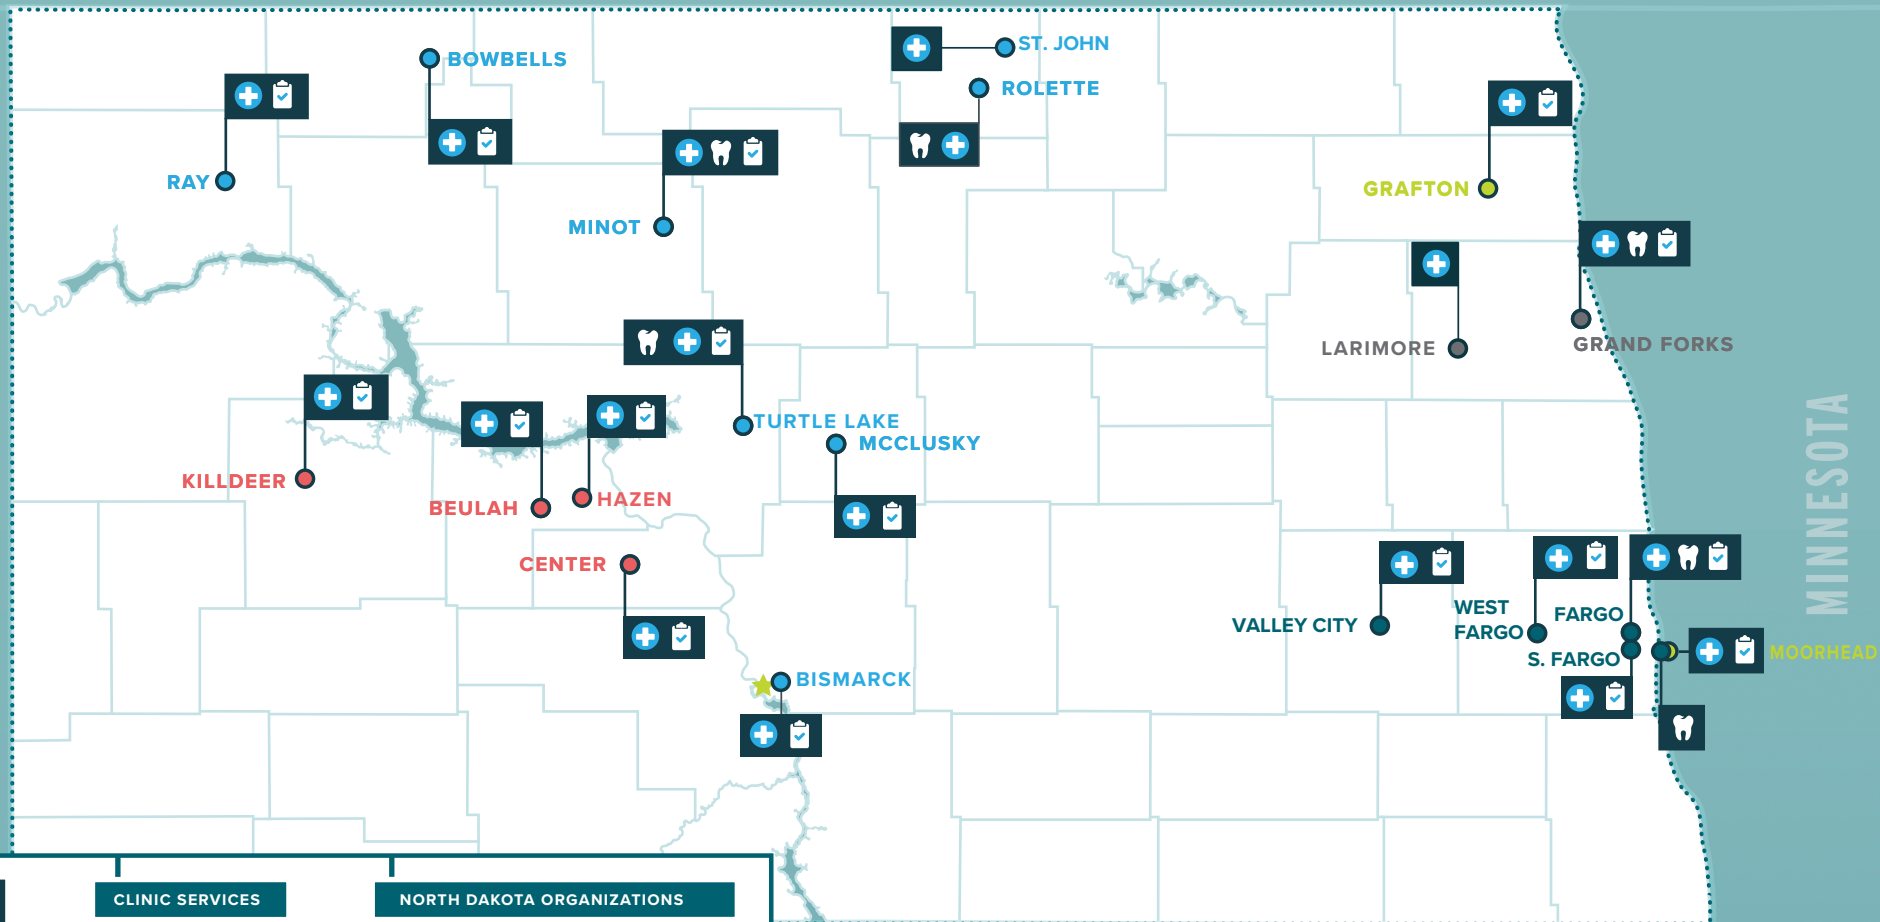 ST. JOHN
BOWBELLS
ROLETTE
RAY
GRAFTON
MINOT
GRAND FORKS
LARIMORE
TURTLE LAKE
MCCLUSKY
KILLDEER
BEULAH
HAZEN
MINNESOTA
CENTER
VALLEY CITY
WEST
FARGO
FARGO
S. FARGO
MOORHEAD
BISMARCK
CLINIC SERVICES
NORTH DAKOTA ORGANIZATIONS